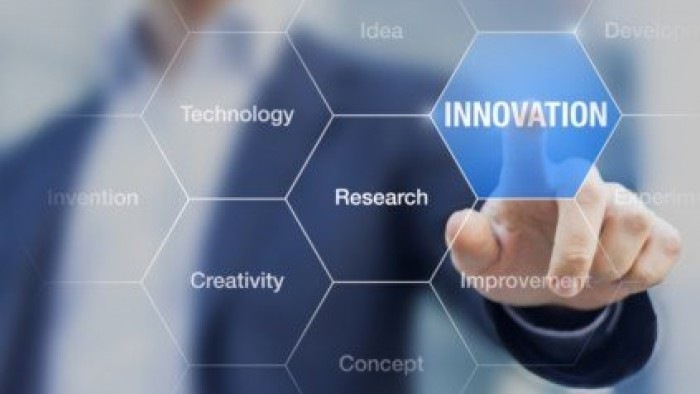 Idea
Technology
INNOVATION
Invention
Research
Creativity
Improvement
Concept